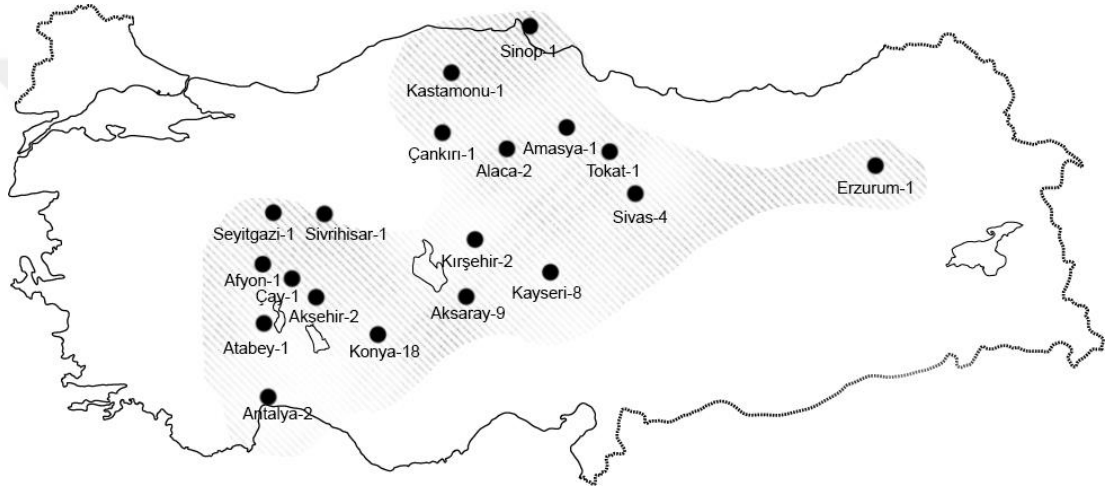 Sinop-1
Kastamonu-1
Çankırı-1
Amasya-1
Alaca-2
Tokat-1
Erzurum-1
Sivas-4
Seyitgazi-1
Sivrihisar-1
Kırşehir-2
Afyon-1
Kayseri-8
Çay-1
Akşehir-2
Aksaray-9
Atabey-1
Konya-18
Antalya-2